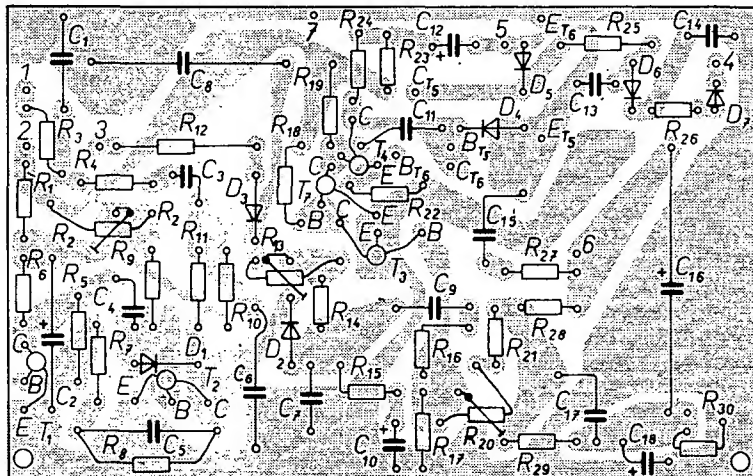 C1 7 R24 C12 5 ET6 R25 C14
C8 R19 R23 CT5 D5 C13 D6 4
1 2 R3 3 R12 R18 C C11 D4 BT5 ET5 R26 D7
R1 R4 C3 D3 T7 C T4 BT6 E CT6
R2 R2 B E C R22 C15
R9 R11 R13 E B T3 R27 6 C16
R6 R5 C4 R10 R14 C9 R28
C R7 D1 D2 R15 R16 R21
B C2 E T2 C6 C7
E T1 B C C10 R17 R20 C17 R30
R8 C5 R29 C18
+ + + + +